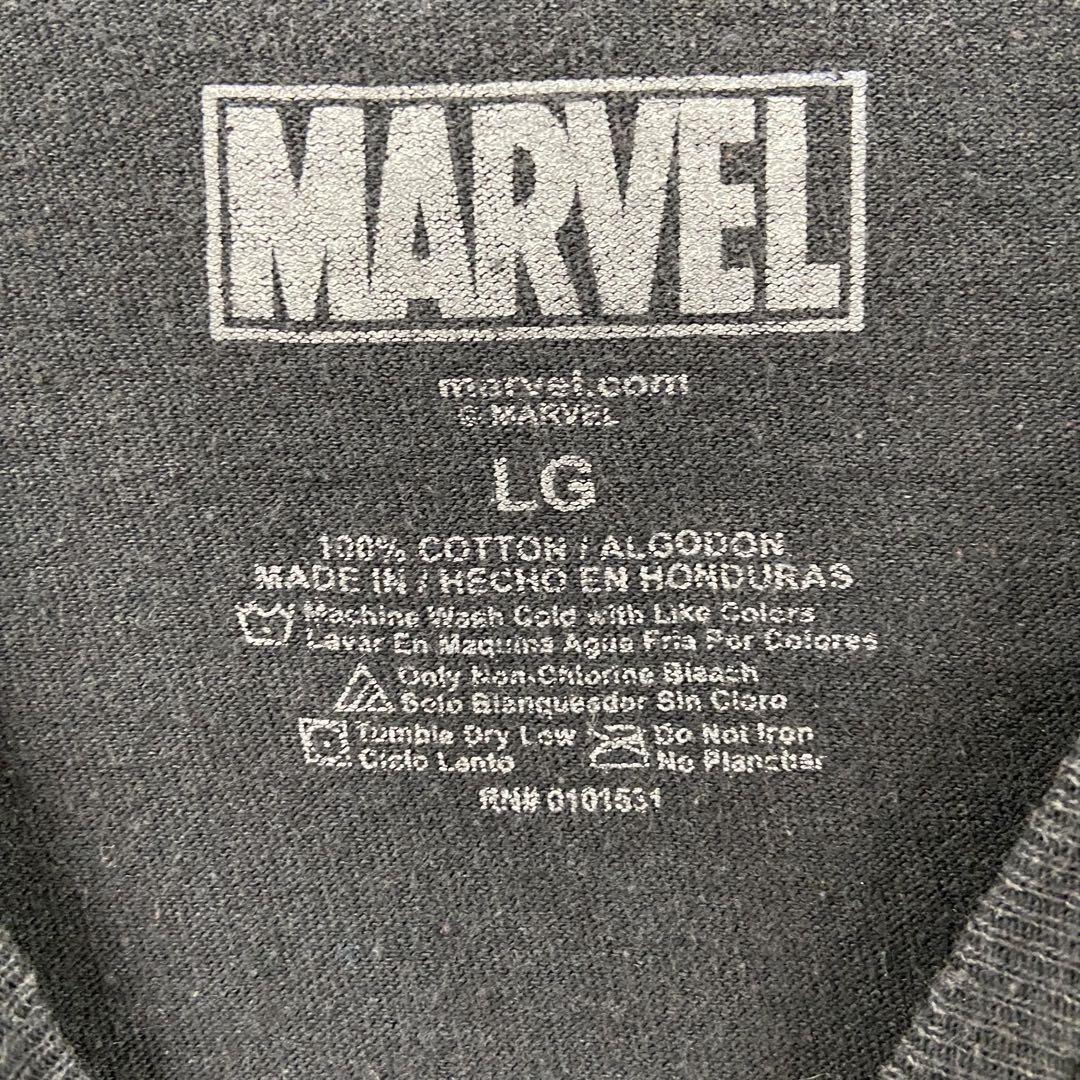 MARVEL
marvel.com
© MARVEL
LG
100% COTTON / ALGODON
MADE IN / HECHO EN HONDURAS
Machine Wash Cold with Like Colors
Lavar En Maquina Agua Fria Por Colores
Only Non-Chlorine Bleach
Solo Blanqueador Sin Cloro
Tumble Dry Low
Ciclo Lento
Do Not Iron
No Planchar
RN# 0101531